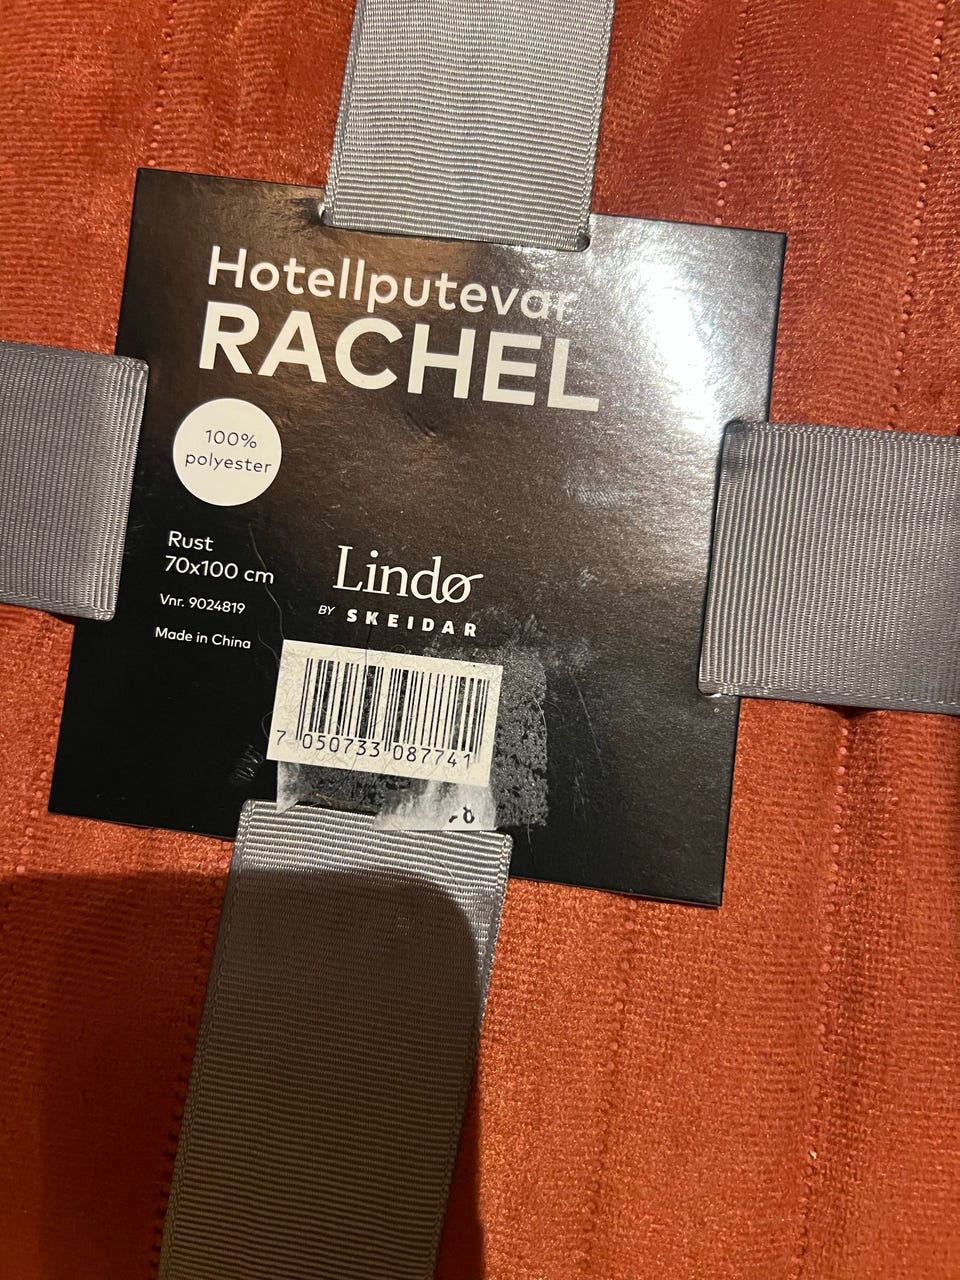 Hotellputevar
RACHEL
100%
polyester
Rust
70x100 cm
Vnr. 9024819
Made in China
Lindø
BY SKEIDAR
7 050733 087741